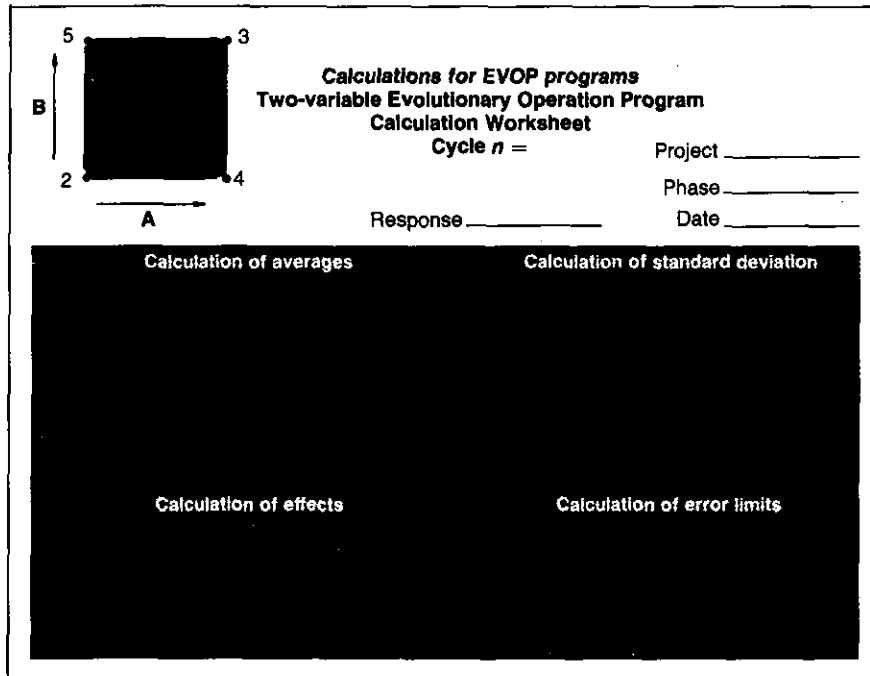 5 3
Calculations for EVOP programs
B
Two-variable Evolutionary Operation Program
Calculation Worksheet
Cycle n =
Project
2 4
Phase
A
Response
Date
Calculation of averages
Calculation of standard deviation
Calculation of effects
Calculation of error limits